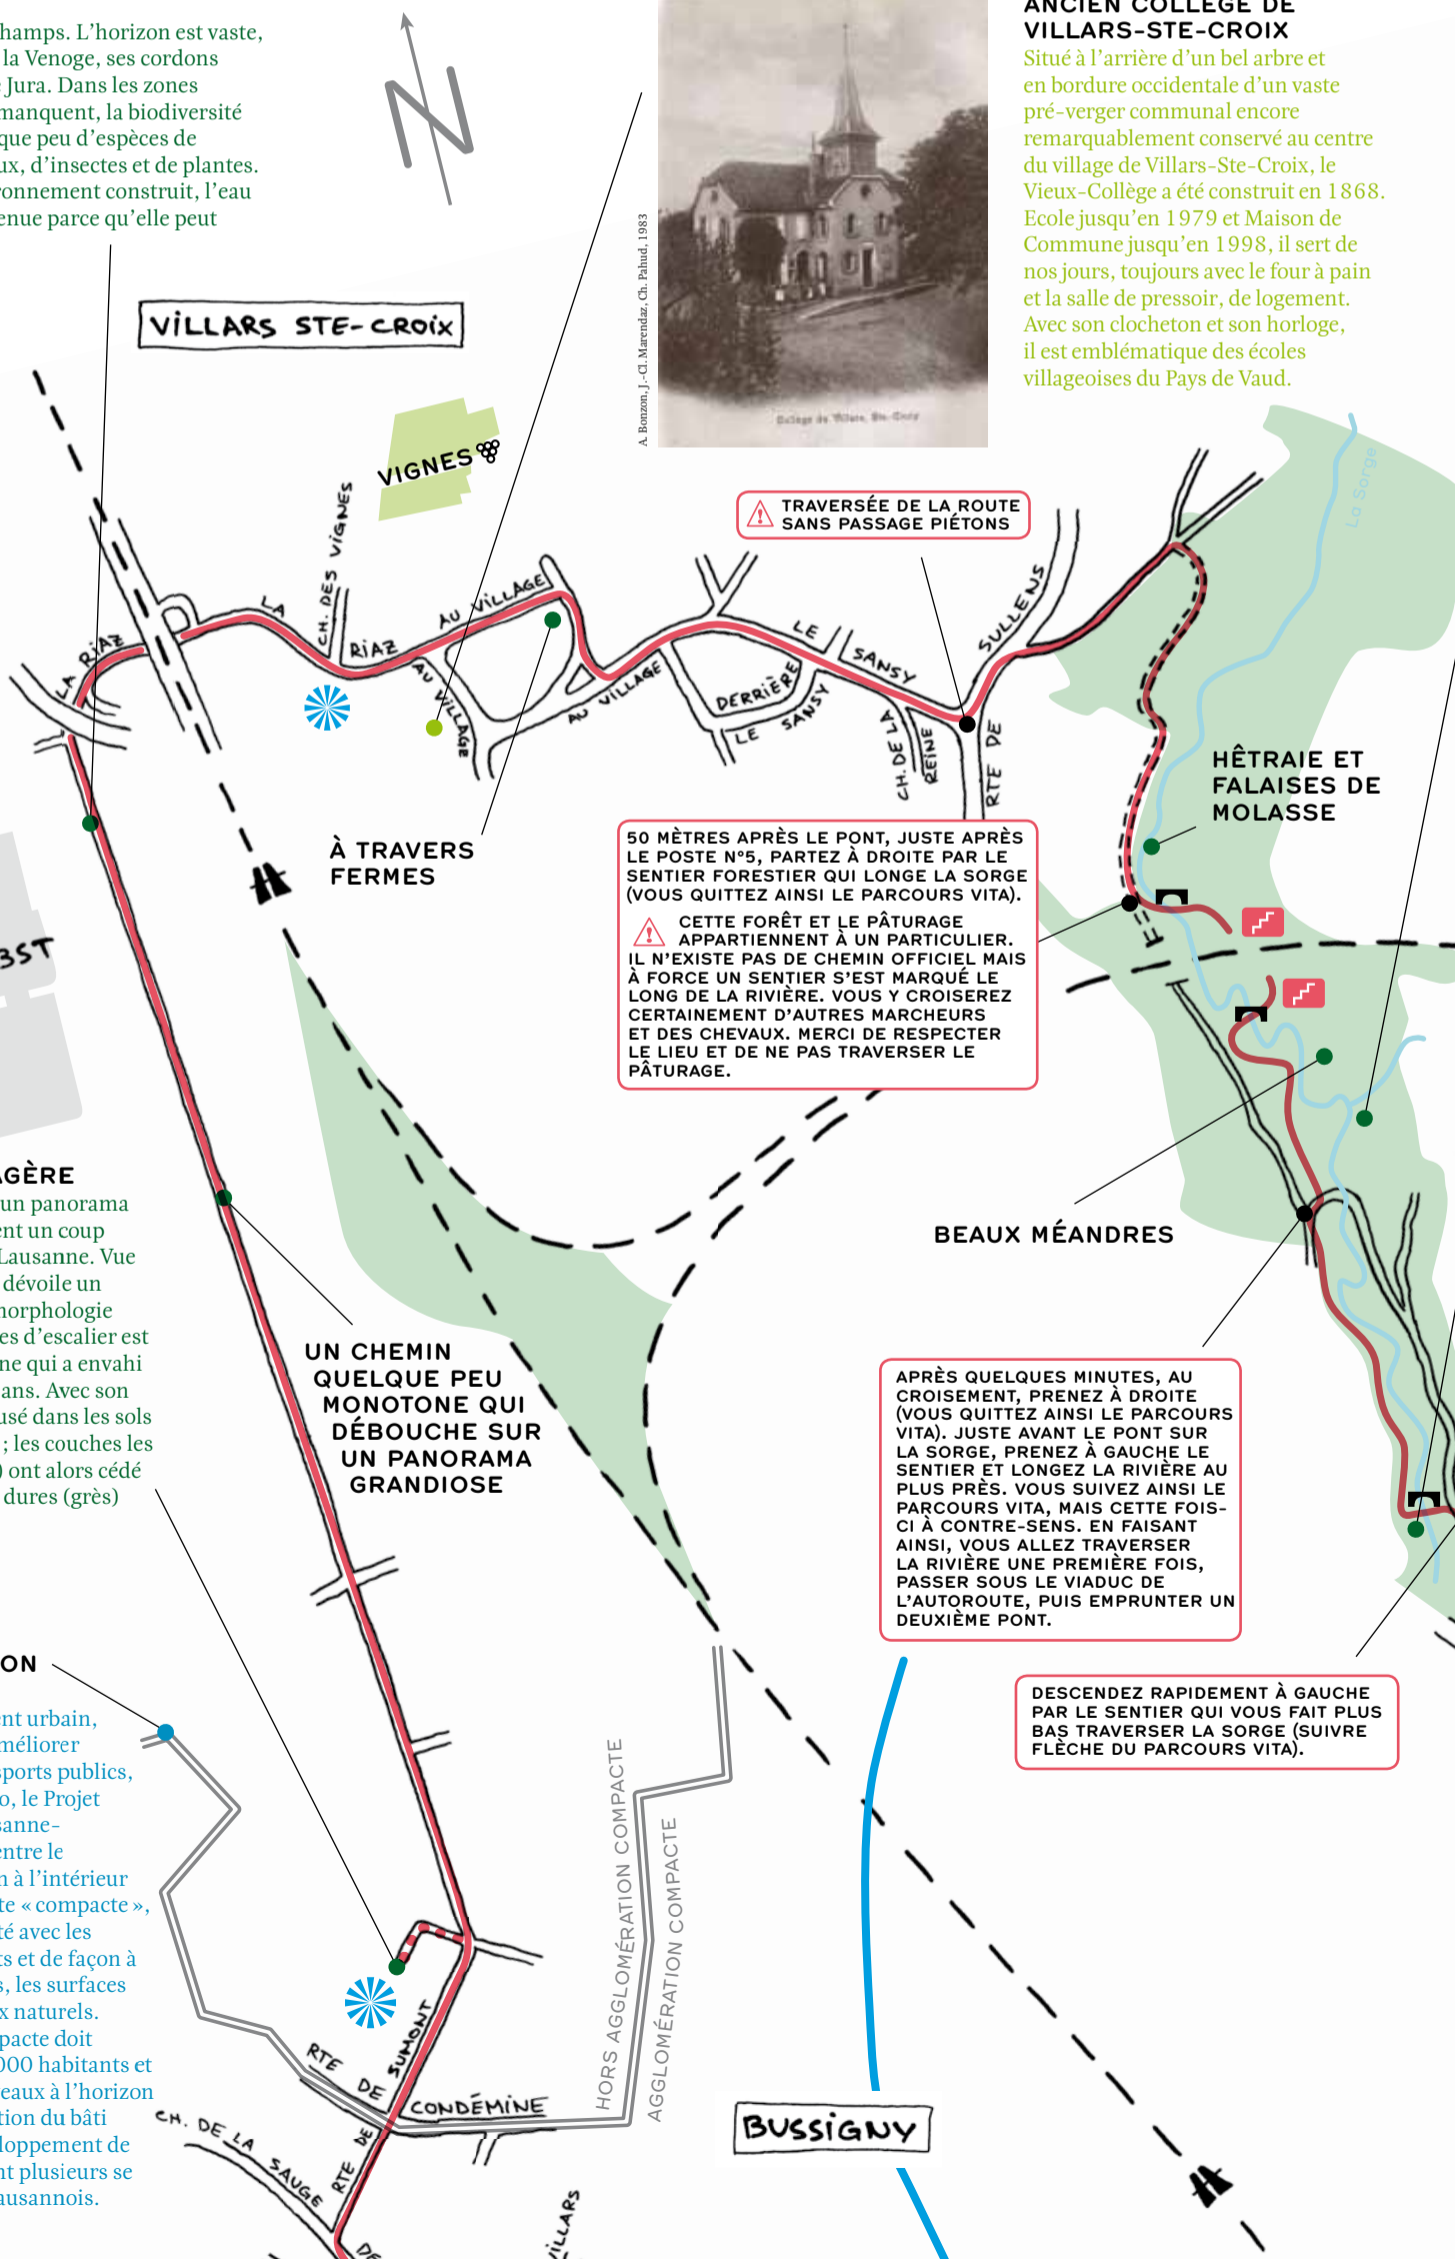 hamps. L'horizon est vaste,
la Venoge, ses cordons
Jura. Dans les zones
manquent, la biodiversité
que peu d'espèces de
ux, d'insectes et de plantes.
ronnement construit, l'eau
enue parce qu'elle peut
N
A. Bonzon, J.-Cl. Marendaz, Ch. Pahud, 1983
Collège de Villars, Ste-Croix
ANCIEN COLLÈGE DE
VILLARS-STE-CROIX
Situé à l'arrière d'un bel arbre et
en bordure occidentale d'un vaste
pré-verger communal encore
remarquablement conservé au centre
du village de Villars-Ste-Croix, le
Vieux-Collège a été construit en 1868.
Ecole jusqu'en 1979 et Maison de
Commune jusqu'en 1998, il sert de
nos jours, toujours avec le four à pain
et la salle de pressoir, de logement.
Avec son clocheton et son horloge,
il est emblématique des écoles
villageoises du Pays de Vaud.
VILLARS STE-CROIX
VIGNES
La Sorge
TRAVERSÉE DE LA ROUTE
SANS PASSAGE PIÉTONS
CH. DES VIGNES
LA RIAZ
LA
RIAZ
AU VILLAGE
AU VILLAGE
AU VILLAGE
DERRIÈRE
LE SANSY
LE
SANSY
CH. DE LA
REINE
SULLENS
RTE DE
HÊTRAIE ET
FALAISES DE
MOLASSE
À TRAVERS
FERMES
50 MÈTRES APRÈS LE PONT, JUSTE APRÈS
LE POSTE N°5, PARTEZ À DROITE PAR LE
SENTIER FORESTIER QUI LONGE LA SORGE
(VOUS QUITTEZ AINSI LE PARCOURS VITA).
CETTE FORÊT ET LE PÂTURAGE
APPARTIENNENT À UN PARTICULIER.
IL N'EXISTE PAS DE CHEMIN OFFICIEL MAIS
À FORCE UN SENTIER S'EST MARQUÉ LE
LONG DE LA RIVIÈRE. VOUS Y CROISEREZ
CERTAINEMENT D'AUTRES MARCHEURS
ET DES CHEVAUX. MERCI DE RESPECTER
LE LIEU ET DE NE PAS TRAVERSER LE
PÂTURAGE.
BST
BEAUX MÉANDRES
AGÈRE
un panorama
ent un coup
Lausanne. Vue
dévoile un
morphologie
es d'escalier est
ne qui a envahi
ans. Avec son
usé dans les sols
; les couches les
) ont alors cédé
dures (grès)
UN CHEMIN
QUELQUE PEU
MONOTONE QUI
DÉBOUCHE SUR
UN PANORAMA
GRANDIOSE
APRÈS QUELQUES MINUTES, AU
CROISEMENT, PRENEZ À DROITE
(VOUS QUITTEZ AINSI LE PARCOURS
VITA). JUSTE AVANT LE PONT SUR
LA SORGE, PRENEZ À GAUCHE LE
SENTIER ET LONGEZ LA RIVIÈRE AU
PLUS PRÈS. VOUS SUIVEZ AINSI LE
PARCOURS VITA, MAIS CETTE FOIS-
CI À CONTRE-SENS. EN FAISANT
AINSI, VOUS ALLEZ TRAVERSER
LA RIVIÈRE UNE PREMIÈRE FOIS,
PASSER SOUS LE VIADUC DE
L'AUTOROUTE, PUIS EMPRUNTER UN
DEUXIÈME PONT.
DESCENDEZ RAPIDEMENT À GAUCHE
PAR LE SENTIER QUI VOUS FAIT PLUS
BAS TRAVERSER LA SORGE (SUIVRE
FLÈCHE DU PARCOURS VITA).
ON
ent urbain,
méliorer
sports publics,
o, le Projet
sanne-
entre le
n à l'intérieur
te « compacte »,
té avec les
ts et de façon à
s, les surfaces
x naturels.
pacte doit
000 habitants et
eaux à l'horizon
tion du bâti
loppement de
nt plusieurs se
ausannois.
HORS AGGLOMÉRATION COMPACTE
AGGLOMÉRATION COMPACTE
RTE DE
SUMONT
CONDÉMINE
RTE DE
CH. DE LA SAUGE
DE
VILLARS
BUSSIGNY